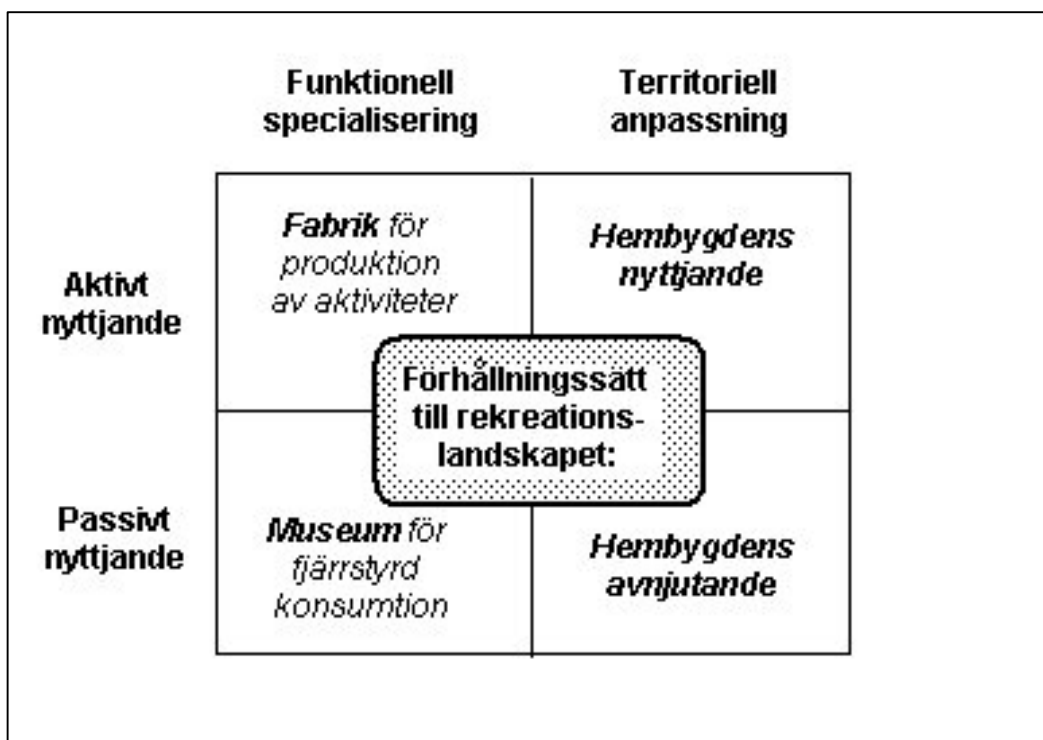 Funktionell
specialisering
Territoriell
anpassning
Aktivt
nyttjande
Fabrik för
produktion
av aktiviteter
Hembygdens
nyttjande
Förhållningssätt
till rekreations-
landskapet:
Passivt
nyttjande
Museum för
fjärrstyrd
konsumtion
Hembygdens
avnjutande